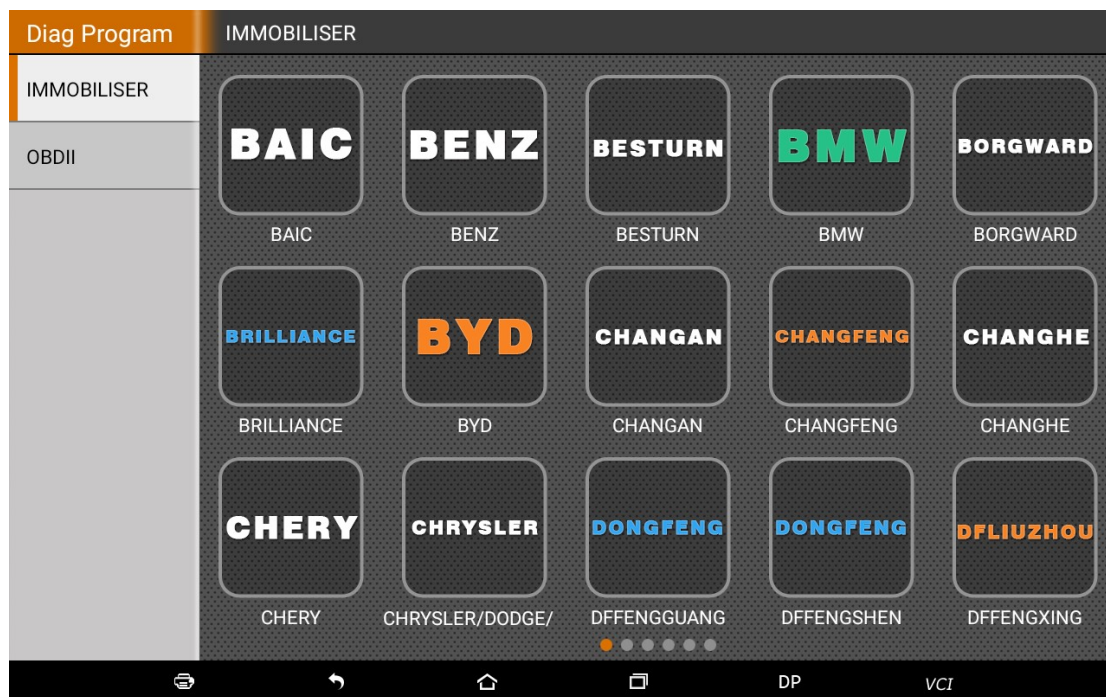 Diag Program
IMMOBILISER
IMMOBILISER
OBDII
BAIC BENZ BESTURN BMW BORGWARD
BAIC BENZ BESTURN BMW BORGWARD
BRILLIANCE BYD CHANGAN CHANGFENG CHANGHE
BRILLIANCE BYD CHANGAN CHANGFENG CHANGHE
CHERY CHRYSLER DONGFENG DONGFENG DFLIUZHOU
CHERY CHRYSLER/DODGE/ DFFENGGUANG DFFENGSHEN DFFENGXING
DP VCI